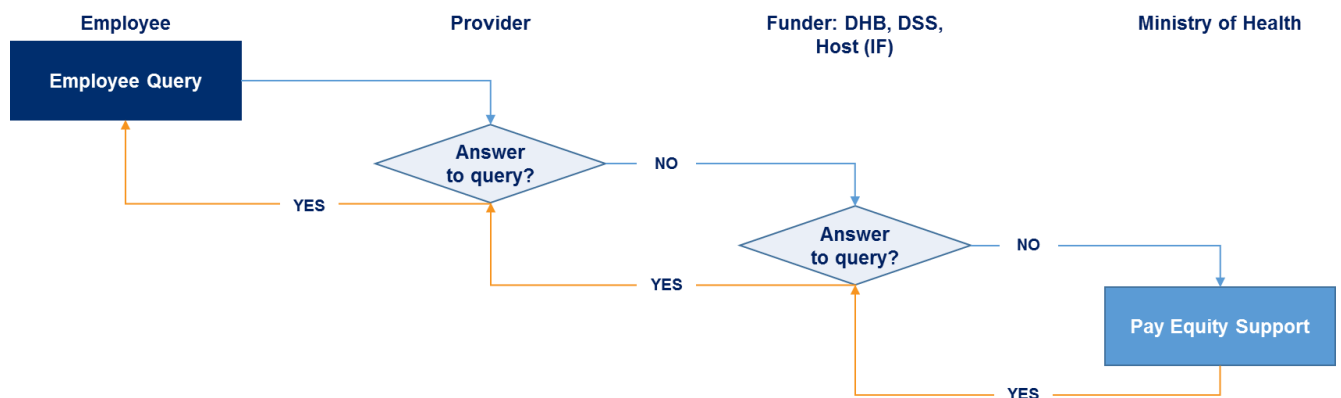 Employee
Provider
Funder: DHB, DSS,
Host (IF)
Ministry of Health
Employee Query
Answer
to query?
NO
YES
Answer
to query?
NO
YES
Pay Equity Support
YES